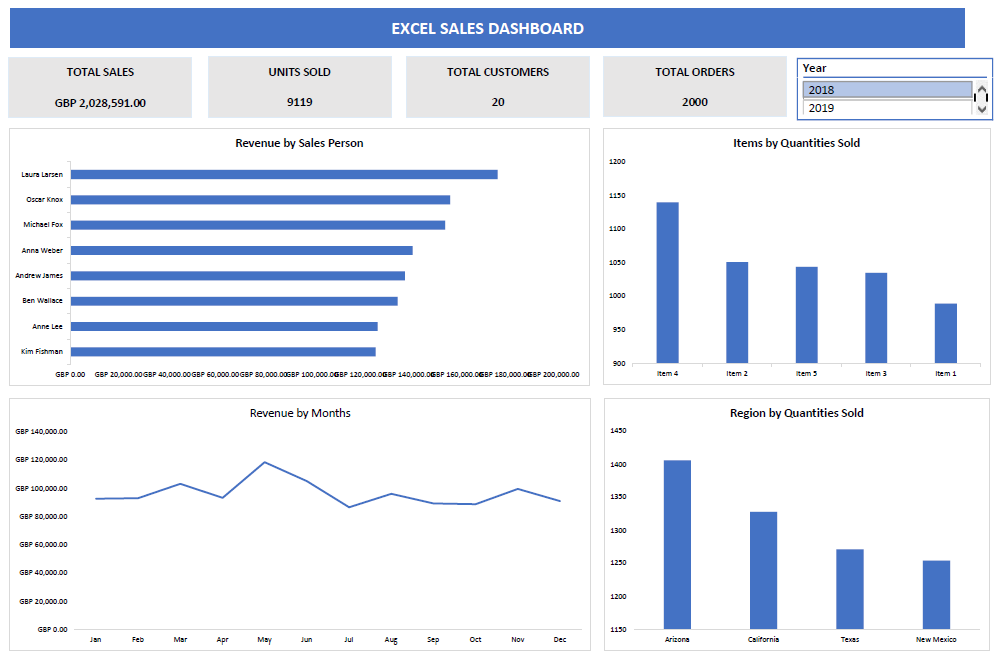 EXCEL SALES DASHBOARD
TOTAL SALES
GBP 2,028,591.00
UNITS SOLD
9119
TOTAL CUSTOMERS
20
TOTAL ORDERS
2000
Year
2018
2019
Revenue by Sales Person
Laura Larsen
Oscar Knox
Michael Fox
Anna Weber
Andrew James
Ben Wallace
Anne Lee
Kim Fishman
GBP 0.00 GBP 20,000.00 GBP 40,000.00 GBP 60,000.00 GBP 80,000.00 GBP 100,000.00 GBP 120,000.00 GBP 140,000.00 GBP 160,000.00 GBP 180,000.00 GBP 200,000.00
Items by Quantities Sold
1200
1150
1100
1050
1000
950
900
Item 4 Item 2 Item 5 Item 3 Item 1
Revenue by Months
GBP 140,000.00
GBP 120,000.00
GBP 100,000.00
GBP 80,000.00
GBP 60,000.00
GBP 40,000.00
GBP 20,000.00
GBP 0.00
Jan Feb Mar Apr May Jun Jul Aug Sep Oct Nov Dec
Region by Quantities Sold
1450
1400
1350
1300
1250
1200
1150
Arizona California Texas New Mexico